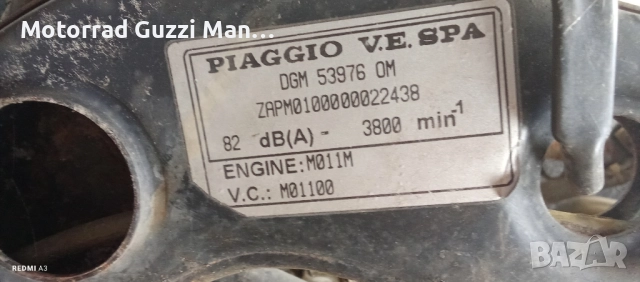 Motorrad Guzzi Man...
PIAGGIO V.E. SPA
DGM 53976 OM
ZAPM0100000022438
82 dB(A) - 3800 min-1
ENGINE:M011M
V.C.: M01100
REDMI A3
BAZAR